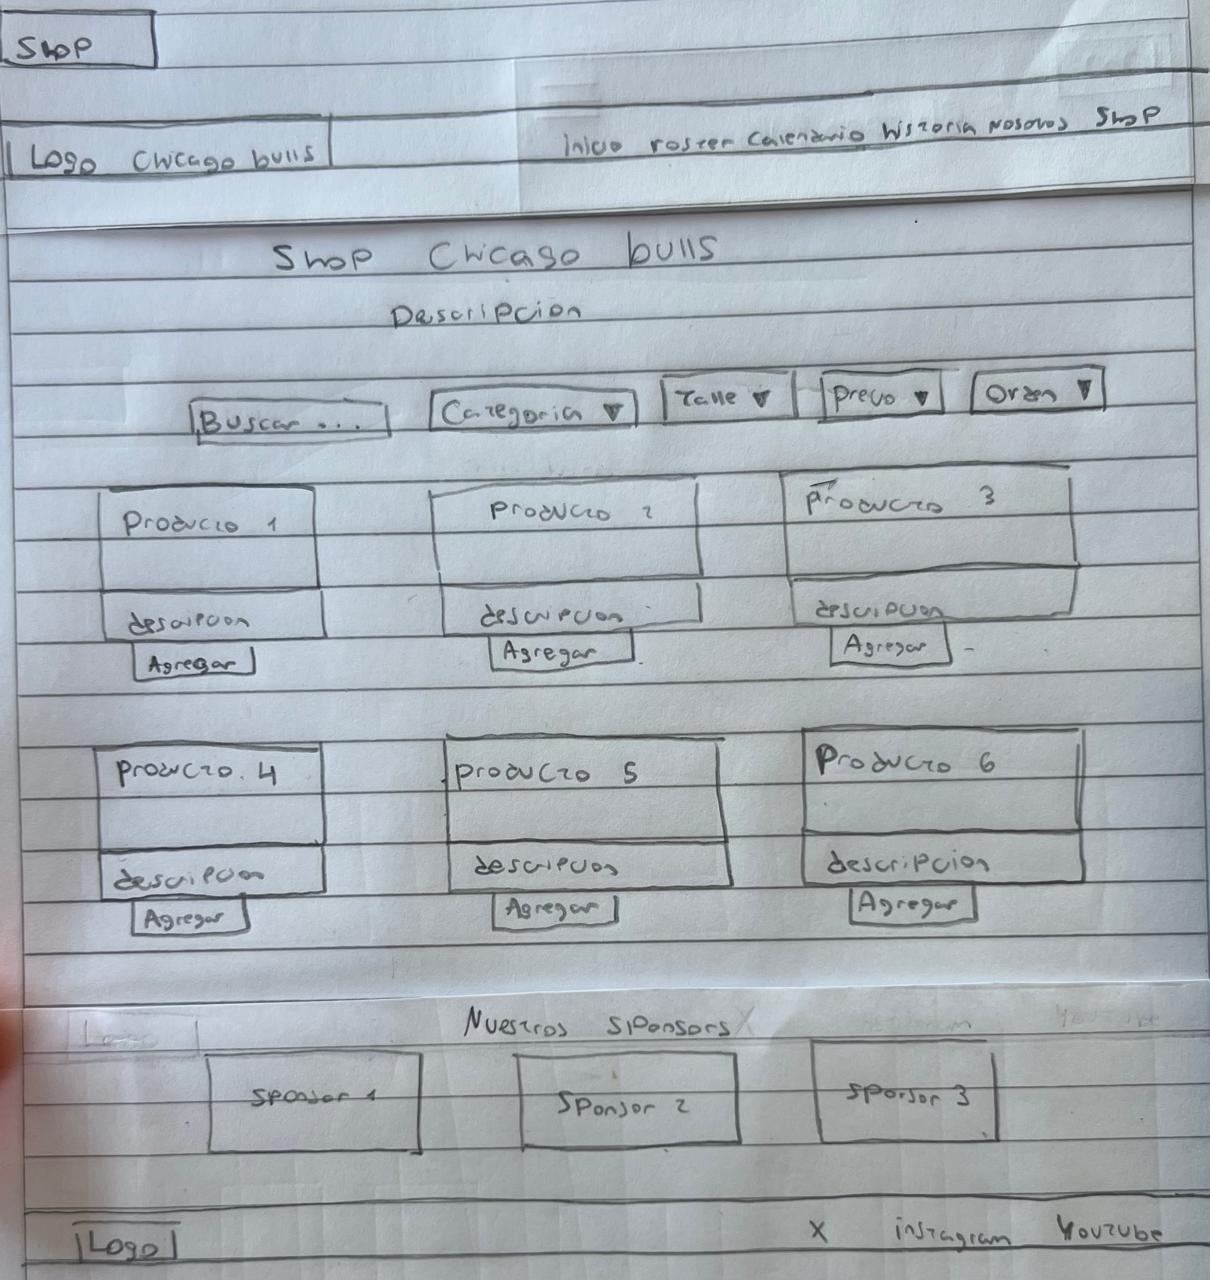 Shop
Logo Chicago bulls
inicio roster Calendario historia Nosotros Shop
Shop Chicago bulls
Descripcion
Buscar ... Categoria ▼ Talle ▼ precio ▼ Orden ▼
Producto 1 Producto 2 Producto 3
descripcion descripcion descripcion
Agregar Agregar Agregar
Producto 4 Producto 5 Producto 6
descripcion descripcion descripcion
Agregar Agregar Agregar
Nuestros sponsors
Sponsor 1 Sponsor 2 Sponsor 3
Logo X instagram Youtube